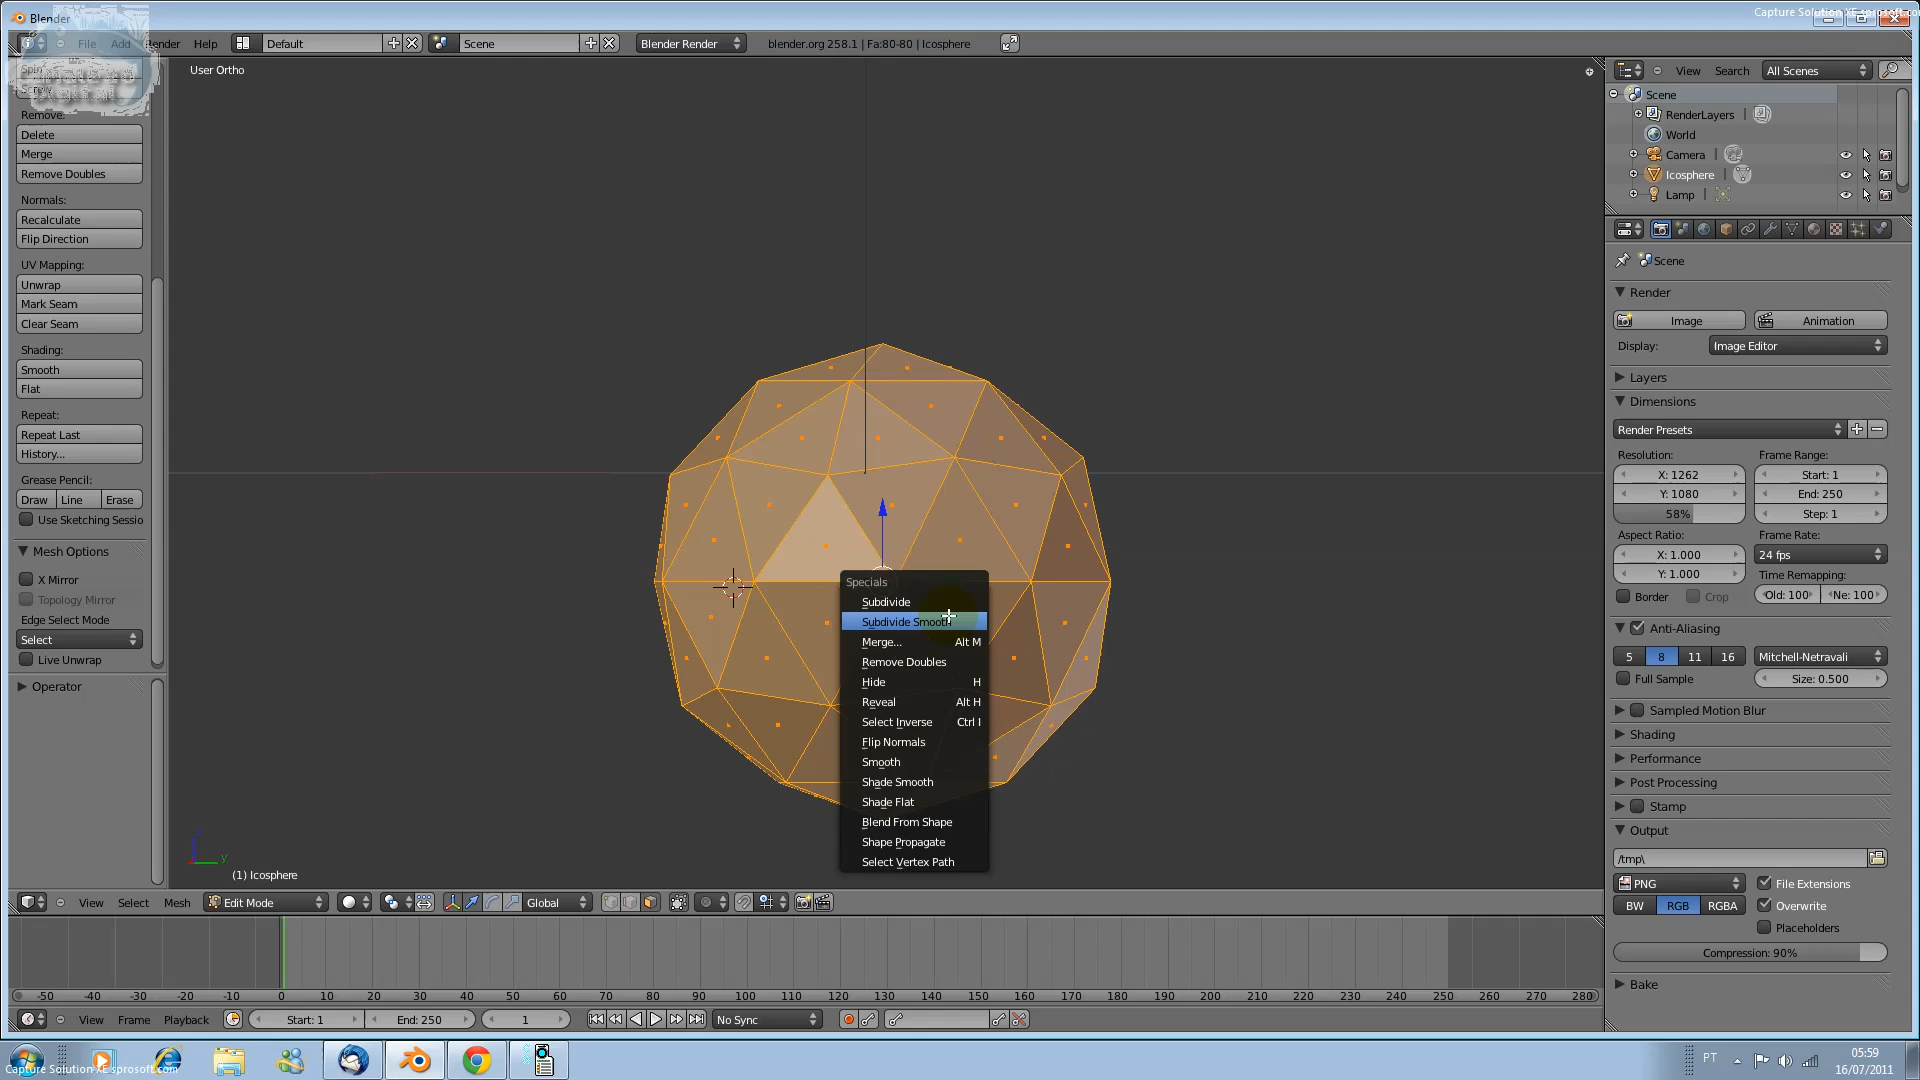 Blender
Capture Solution XE sprosoft.com
File Add Render Help
Default
Scene
Blender Render
blender.org 258.1 | Fa:80-80 | Icosphere
Spin
Screw
Remove:
Delete
Merge
Remove Doubles
Normals:
Recalculate
Flip Direction
UV Mapping:
Unwrap
Mark Seam
Clear Seam
Shading:
Smooth
Flat
Repeat:
Repeat Last
History...
Grease Pencil:
Draw Line Erase
Use Sketching Sessio
Mesh Options
X Mirror
Topology Mirror
Edge Select Mode
Select
Live Unwrap
Operator
User Ortho
Specials
Subdivide
Subdivide Smooth
Merge... Alt M
Remove Doubles
Hide H
Reveal Alt H
Select Inverse Ctrl I
Flip Normals
Smooth
Shade Smooth
Shade Flat
Blend From Shape
Shape Propagate
Select Vertex Path
y
(1) Icosphere
View Select Mesh Edit Mode Global
-50 -40 -30 -20 -10 0 10 20 30 40 50 60 70 80 90 100 110 120 130 140 150 160 170 180 190 200 210 220 230 240 250 260 270 280
View Frame Playback Start: 1 End: 250 1 No Sync
View Search All Scenes
Scene
RenderLayers
World
Camera
Icosphere
Lamp
Scene
Render
Image Animation
Display: Image Editor
Layers
Dimensions
Render Presets
Resolution: Frame Range:
X: 1262 Start: 1
Y: 1080 End: 250
58% Step: 1
Aspect Ratio: Frame Rate:
X: 1.000 24 fps
Y: 1.000 Time Remapping:
Border Crop Old: 100 Ne: 100
Anti-Aliasing
5 8 11 16 Mitchell-Netravali
Full Sample Size: 0.500
Sampled Motion Blur
Shading
Performance
Post Processing
Stamp
Output
/tmp\
PNG File Extensions
BW RGB RGBA Overwrite
Placeholders
Compression: 90%
Bake
Capture Solution XE sprosoft.com
PT
05:59
16/07/2011